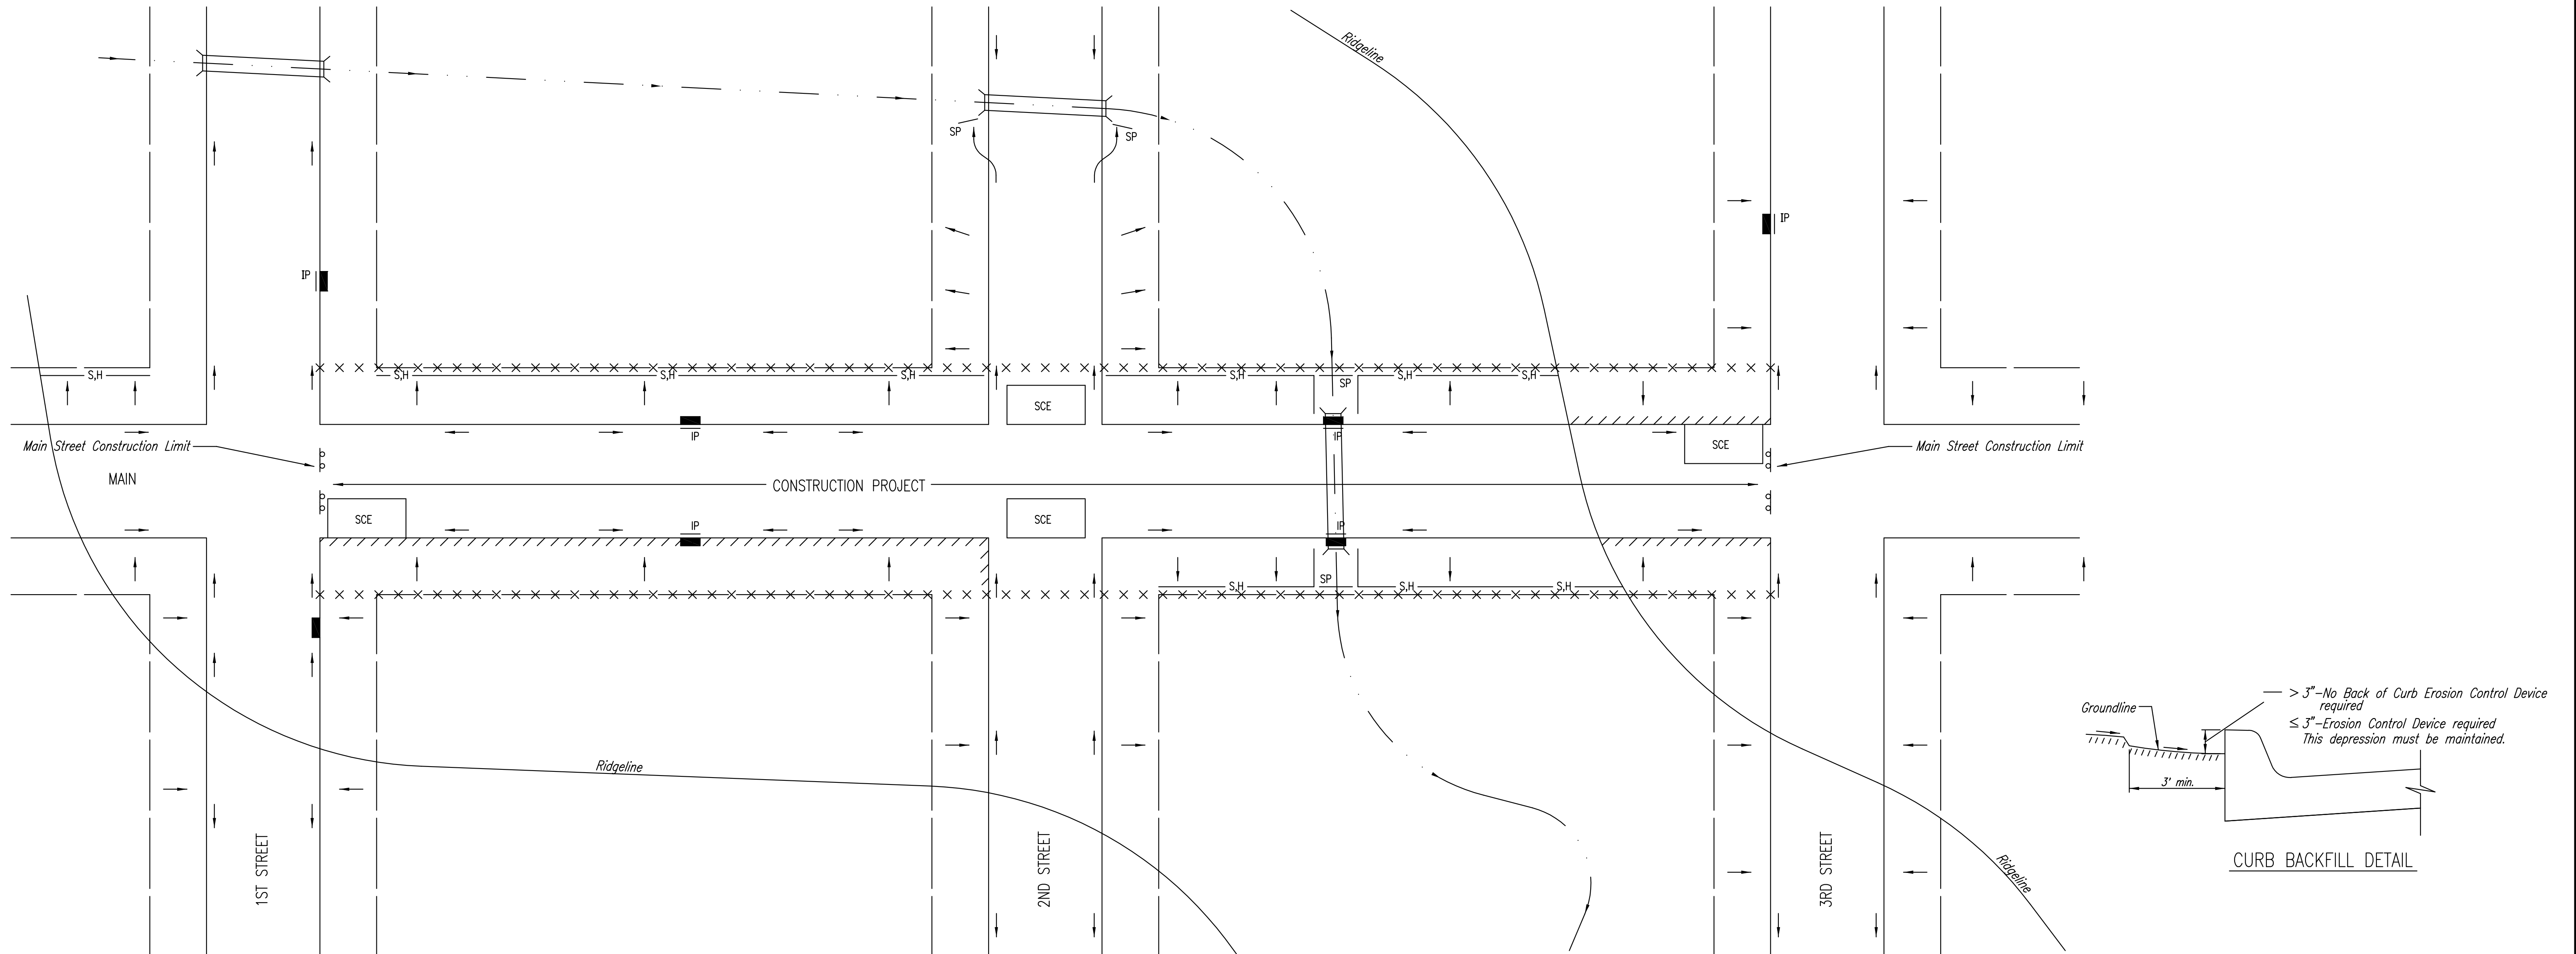 Ridgeline
SP
SP
IP
IP
S,H
S,H
S,H
S,H
S,H
S,H
S,H
SP
SCE
IP
IP
SCE
Main Street Construction Limit
Main Street Construction Limit
MAIN
CONSTRUCTION PROJECT
SCE
SCE
IP
IP
SP
S,H
S,H
S,H
Ridgeline
1ST STREET
2ND STREET
3RD STREET
Ridgeline
> 3"-No Back of Curb Erosion Control Device
required
Groundline
≤ 3"-Erosion Control Device required
This depression must be maintained.
3' min.
CURB BACKFILL DETAIL